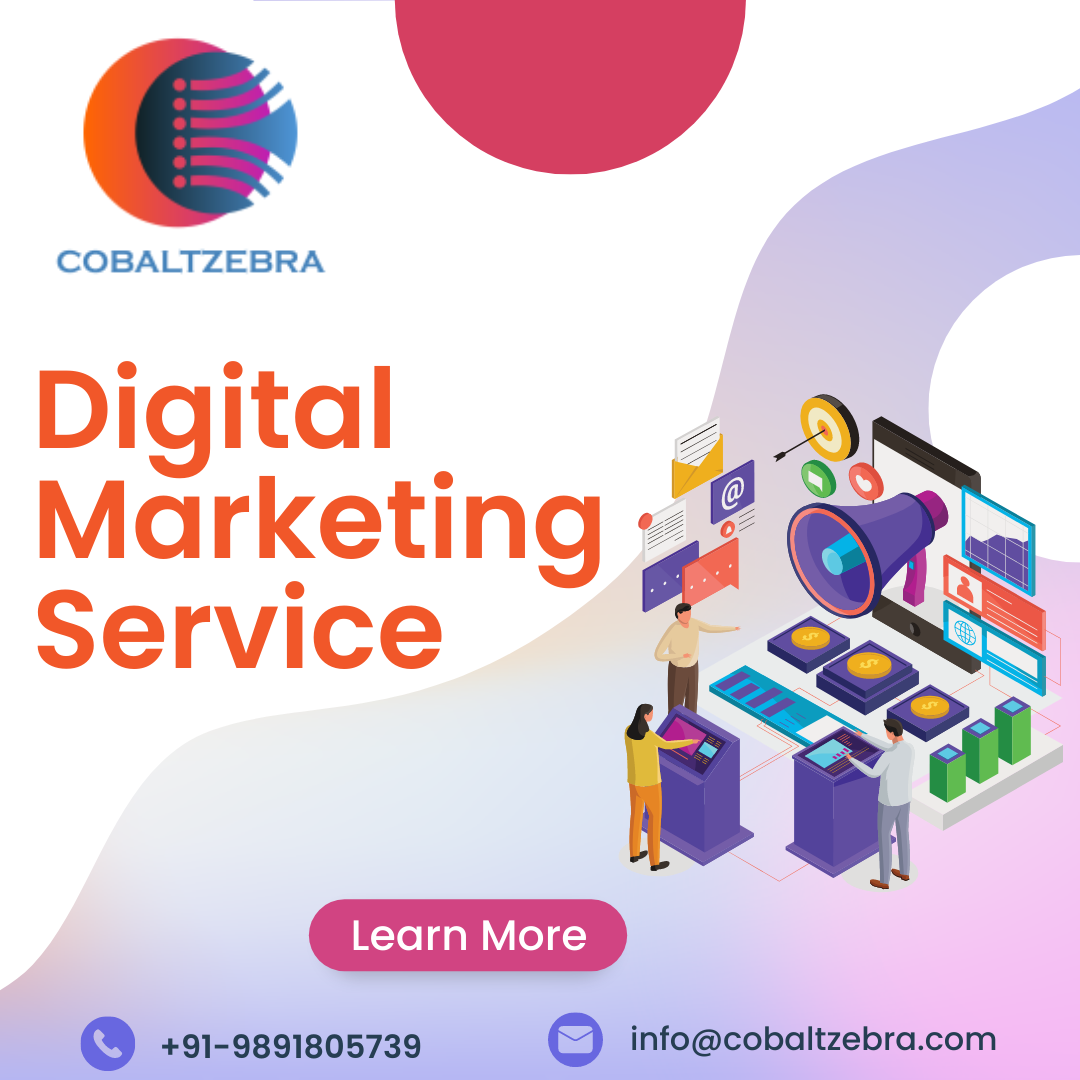 COBALTZEBRA
Digital
Marketing
Service
@
Learn More
+91-9891805739
info@cobaltzebra.com